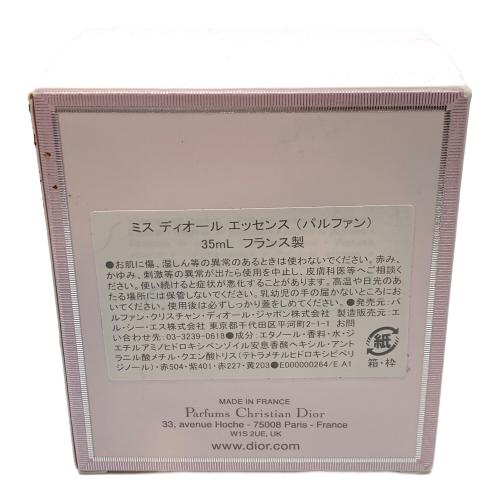 ミス ディオール エッセンス（パルファン）
35mL フランス製
●お肌に傷、湿しん等の異常のあるときは使わないでください。赤み、
かゆみ、刺激等の異常が出たら使用を中止し、皮膚科医等へご相談く
ださい。使い続けると症状が悪化することがあります。高温や日光のあ
たる場所には保管しないでください。乳幼児の手の届かないところにお
いてください。使用後は必ずしっかり蓋をしめてください。●発売元：パ
ルファン・クリスチャン・ディオール・ジャポン株式会社 製造販売元：エ
ル・シー・エス株式会社 東京都千代田区平河町2-1-1 お問
い合わせ先：03-3239-0618●成分：エタノール・香料・水・ジ
エチルアミノヒドロキシベンゾイル安息香酸ヘキシル・アント
ラニル酸メチル・クエン酸トリス（テトラメチルヒドロキシピペリ
ジノール）・赤504・紫401・赤227・黄203●E000000264/E A1
紙
箱・枠
MADE IN FRANCE
Parfums Christian Dior
33, avenue Hoche - 75008 Paris - France
W1S 2UE, UK
www.dior.com